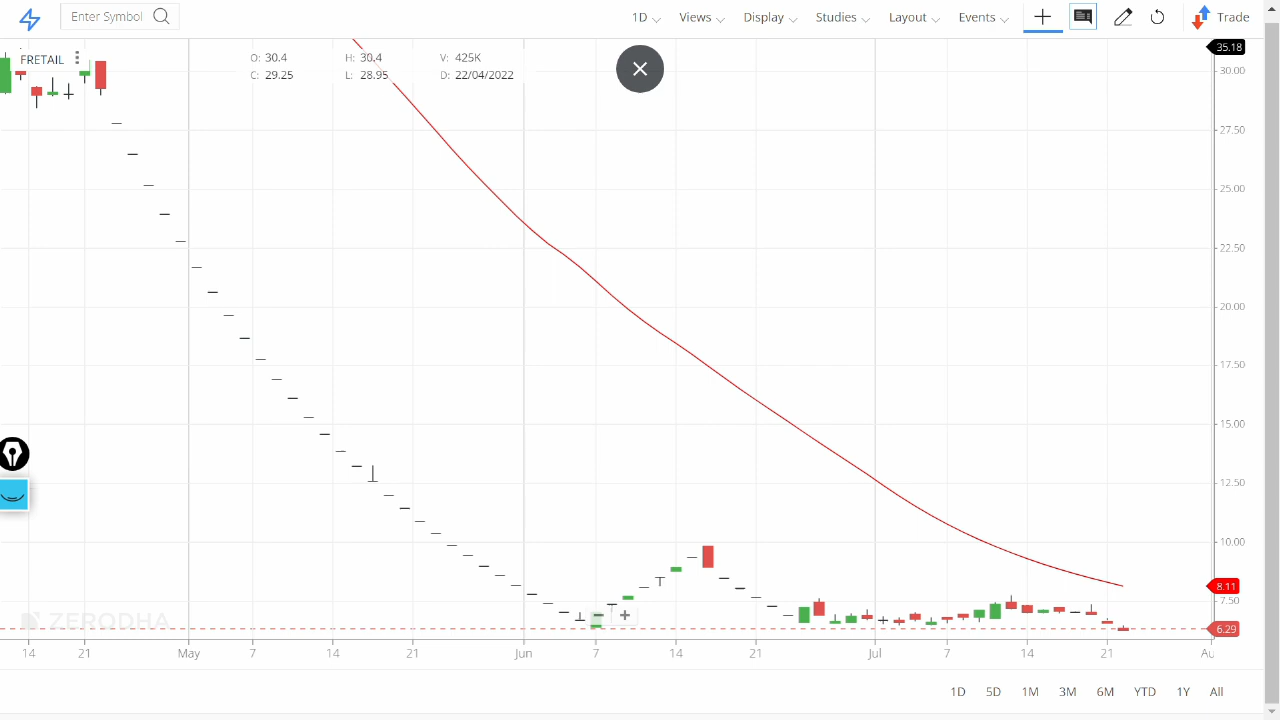 Enter Symbol 1D Views Display Studies Layout Events Trade
FRETAIL O: 30.4 H: 30.4 V: 425K
C: 29.25 L: 28.95 D: 22/04/2022
35.18
30.00
27.50
25.00
22.50
20.00
17.50
15.00
12.50
10.00
8.11
7.50
ZERODHA
6.29
14 21 May 7 14 21 Jun 7 14 21 Jul 7 14 21 Au
1D 5D 1M 3M 6M YTD 1Y All